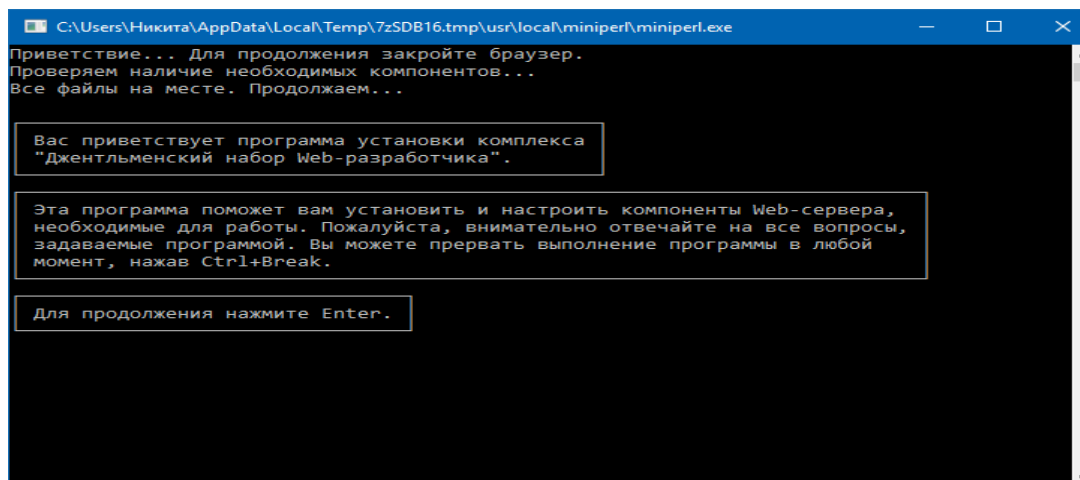 C:\Users\Никита\AppData\Local\Temp\7zSDB16.tmp\usr\local\miniperl\miniperl.exe
Приветствие... Для продолжения закройте браузер.
Проверяем наличие необходимых компонентов...
Все файлы на месте. Продолжаем...
Вас приветствует программа установки комплекса
"Джентльменский набор Web-разработчика".
Эта программа поможет вам установить и настроить компоненты Web-сервера,
необходимые для работы. Пожалуйста, внимательно отвечайте на все вопросы,
задаваемые программой. Вы можете прервать выполнение программы в любой
момент, нажав Ctrl+Break.
Для продолжения нажмите Enter.